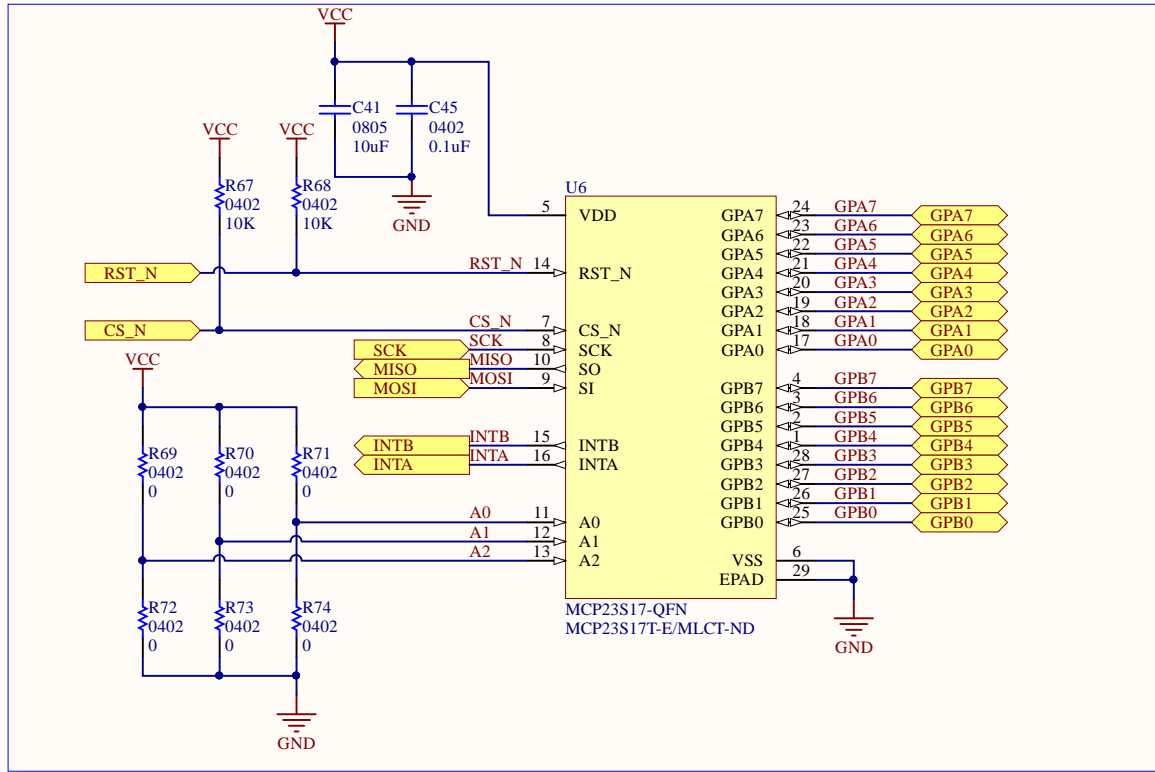 VCC
C41
0805
10uF
C45
0402
0.1uF
GND
VCC
VCC
R67
0402
10K
R68
0402
10K
RST_N
CS_N
RST_N 14
CS_N 7
SCK
SCK 8
MISO
MISO 10
MOSI
MOSI 9
INTB
INTB 15
INTA
INTA 16
A0 11
A1 12
A2 13
VCC
R69
0402
0
R70
0402
0
R71
0402
0
R72
0402
0
R73
0402
0
R74
0402
0
GND
U6
5 VDD
RST_N
CS_N
SCK
SO
SI
INTB
INTA
A0
A1
A2
GPA7 24 GPA7 GPA7
GPA6 23 GPA6 GPA6
GPA5 22 GPA5 GPA5
GPA4 21 GPA4 GPA4
GPA3 20 GPA3 GPA3
GPA2 19 GPA2 GPA2
GPA1 18 GPA1 GPA1
GPA0 17 GPA0 GPA0
GPB7 4 GPB7 GPB7
GPB6 3 GPB6 GPB6
GPB5 2 GPB5 GPB5
GPB4 1 GPB4 GPB4
GPB3 28 GPB3 GPB3
GPB2 27 GPB2 GPB2
GPB1 26 GPB1 GPB1
GPB0 25 GPB0 GPB0
VSS 6
EPAD 29
GND
MCP23S17-QFN
MCP23S17T-E/MLCT-ND